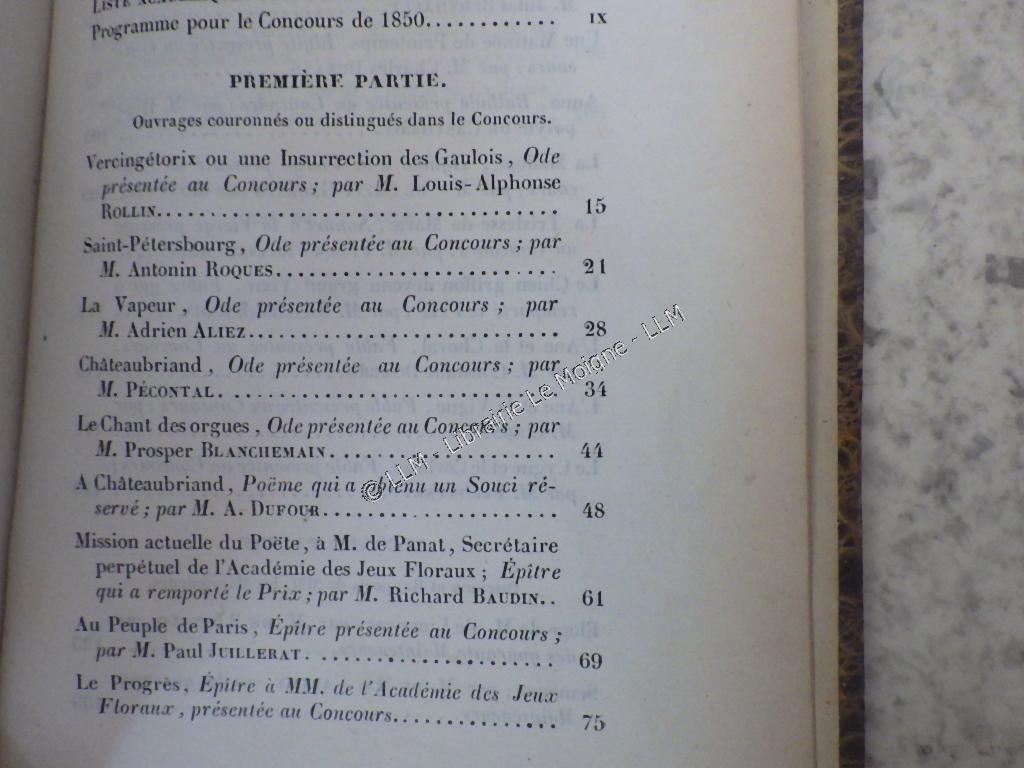 LISTE
Programme pour le Concours de 1850............ IX
PREMIÈRE PARTIE.
Ouvrages couronnés ou distingués dans le Concours.
Vercingétorix ou une Insurrection des Gaulois, Ode
présentée au Concours; par M. Louis-Alphonse
ROLLIN................................... 15
Saint-Pétersbourg, Ode présentée au Concours; par
M. Antonin ROQUES......................... 21
La Vapeur, Ode présentée au Concours; par
M. Adrien ALIEZ........................... 28
Châteaubriand, Ode présentée au Concours; par
M. PÉCONTAL............................. 34
Le Chant des orgues, Ode présentée au Concours; par
M. Prosper BLANCHEMAIN.................... 44
A Châteaubriand, Poëme qui a obtenu un Souci ré-
servé; par M. A. DUFOUR..................... 48
Mission actuelle du Poëte, à M. de Panat, Secrétaire
perpétuel de l'Académie des Jeux Floraux; Épître
qui a remporté le Prix; par M. Richard BAUDIN.. 61
Au Peuple de Paris, Épître présentée au Concours;
par M. Paul JUILLERAT...................... 69
Le Progrès, Épître à MM. de l'Académie des Jeux
Floraux, présentée au Concours................ 75
© LLM - Librairie Le Moigne - LLM